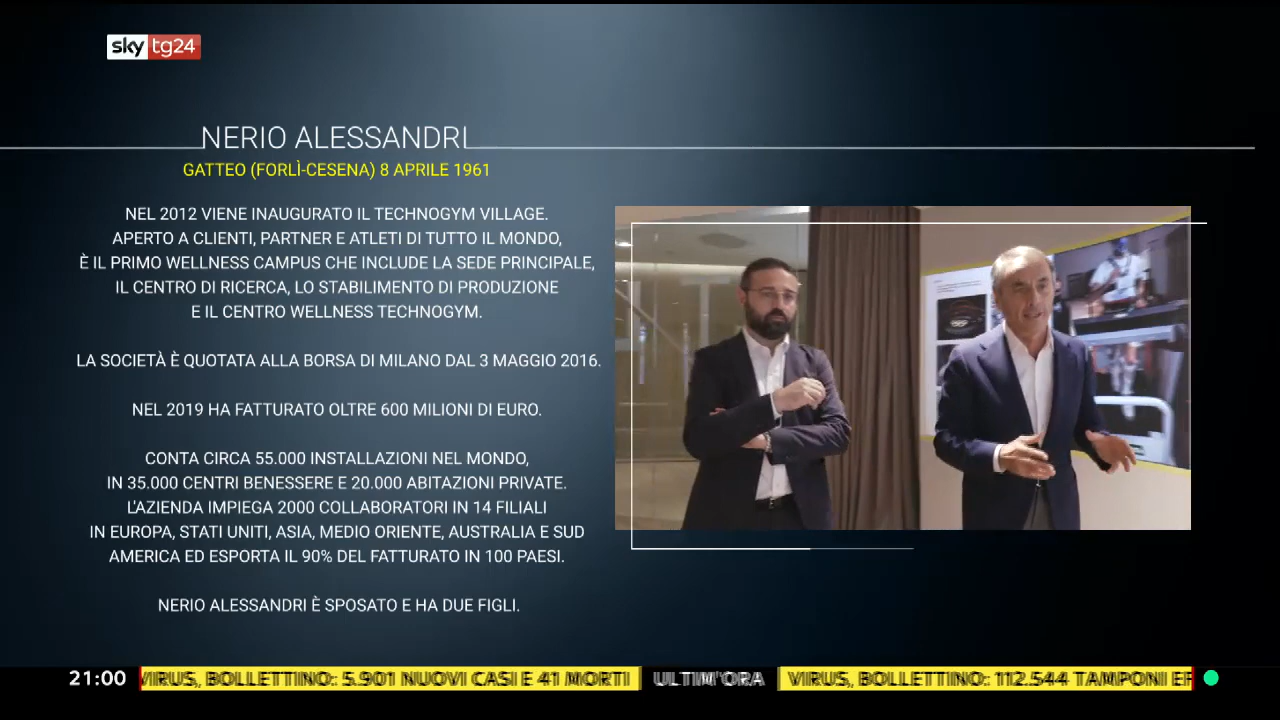 sky tg24
NERIO ALESSANDRI
GATTEO (FORLÌ-CESENA) 8 APRILE 1961
NEL 2012 VIENE INAUGURATO IL TECHNOGYM VILLAGE.
APERTO A CLIENTI, PARTNER E ATLETI DI TUTTO IL MONDO,
È IL PRIMO WELLNESS CAMPUS CHE INCLUDE LA SEDE PRINCIPALE,
IL CENTRO DI RICERCA, LO STABILIMENTO DI PRODUZIONE
E IL CENTRO WELLNESS TECHNOGYM.
LA SOCIETÀ È QUOTATA ALLA BORSA DI MILANO DAL 3 MAGGIO 2016.
NEL 2019 HA FATTURATO OLTRE 600 MILIONI DI EURO.
CONTA CIRCA 55.000 INSTALLAZIONI NEL MONDO,
IN 35.000 CENTRI BENESSERE E 20.000 ABITAZIONI PRIVATE.
L'AZIENDA IMPIEGA 2000 COLLABORATORI IN 14 FILIALI
IN EUROPA, STATI UNITI, ASIA, MEDIO ORIENTE, AUSTRALIA E SUD
AMERICA ED ESPORTA IL 90% DEL FATTURATO IN 100 PAESI.
NERIO ALESSANDRI È SPOSATO E HA DUE FIGLI.
21:00 VIRUS, BOLLETTINO: 5.901 NUOVI CASI E 41 MORTI ULTIM'ORA VIRUS, BOLLETTINO: 112.544 TAMPONI EF